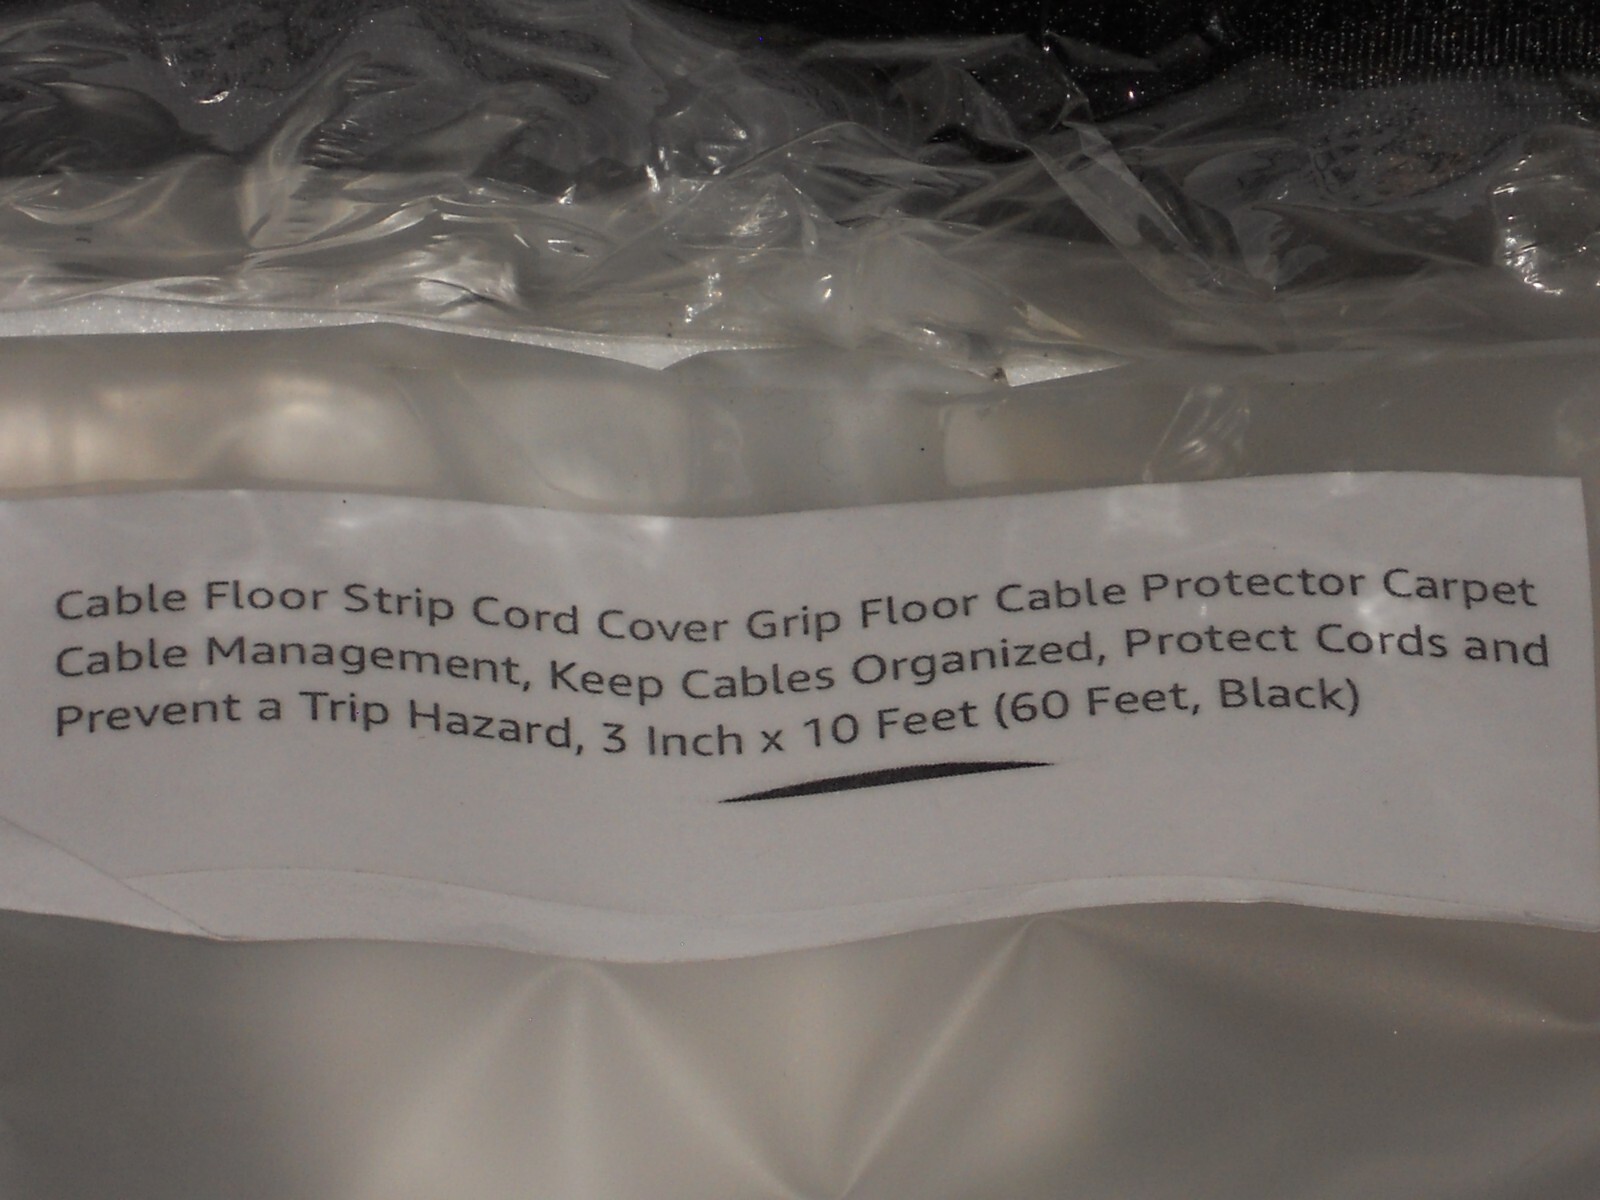 Cable Floor Strip Cord Cover Grip Floor Cable Protector Carpet
Cable Management, Keep Cables Organized, Protect Cords and
Prevent a Trip Hazard, 3 Inch x 10 Feet (60 Feet, Black)